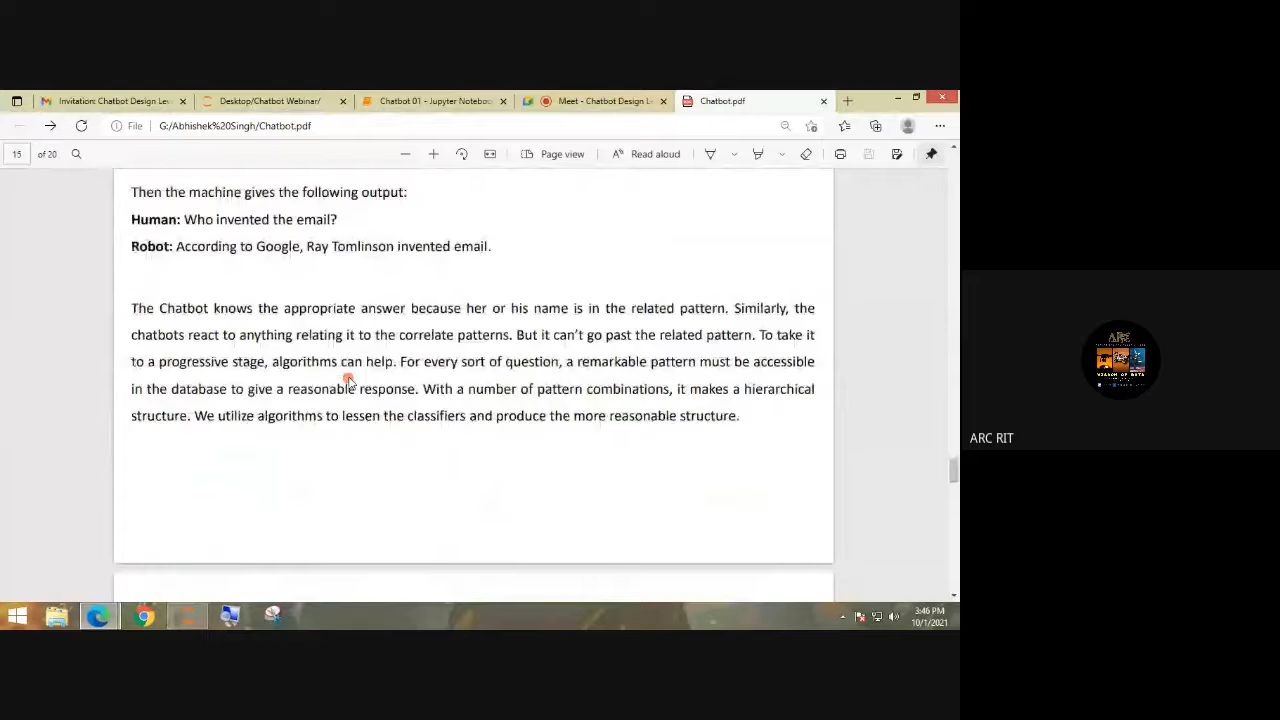 Invitation: Chatbot Design Lev
Desktop/Chatbot Webinar/
Chatbot 01 - Jupyter Noteboo
Meet - Chatbot Design Le
Chatbot.pdf
File G:/Abhishek%20Singh/Chatbot.pdf
15 of 20
Page view
Read aloud
Then the machine gives the following output:
Human: Who invented the email?
Robot: According to Google, Ray Tomlinson invented email.
The Chatbot knows the appropriate answer because her or his name is in the related pattern. Similarly, the
chatbots react to anything relating it to the correlate patterns. But it can't go past the related pattern. To take it
to a progressive stage, algorithms can help. For every sort of question, a remarkable pattern must be accessible
in the database to give a reasonable response. With a number of pattern combinations, it makes a hierarchical
structure. We utilize algorithms to lessen the classifiers and produce the more reasonable structure.
ARC RIT
3:46 PM
10/1/2021